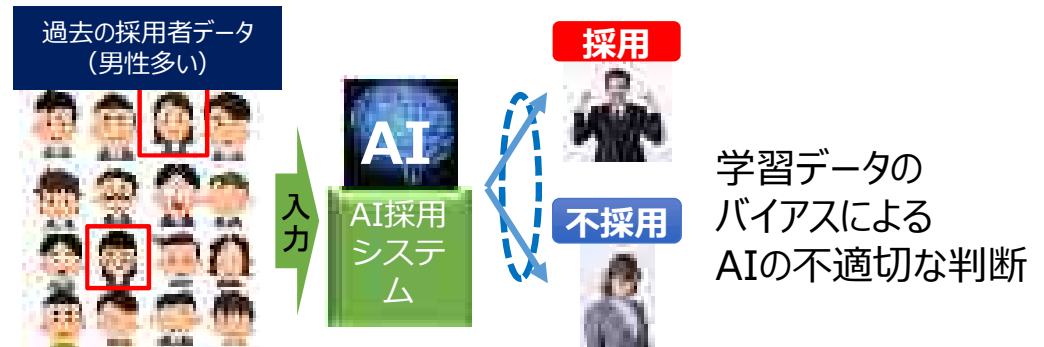 過去の採用者データ
（男性多い）
入
力
AI
AI採用
システ
ム
採用
不採用
学習データの
バイアスによる
AIの不適切な判断